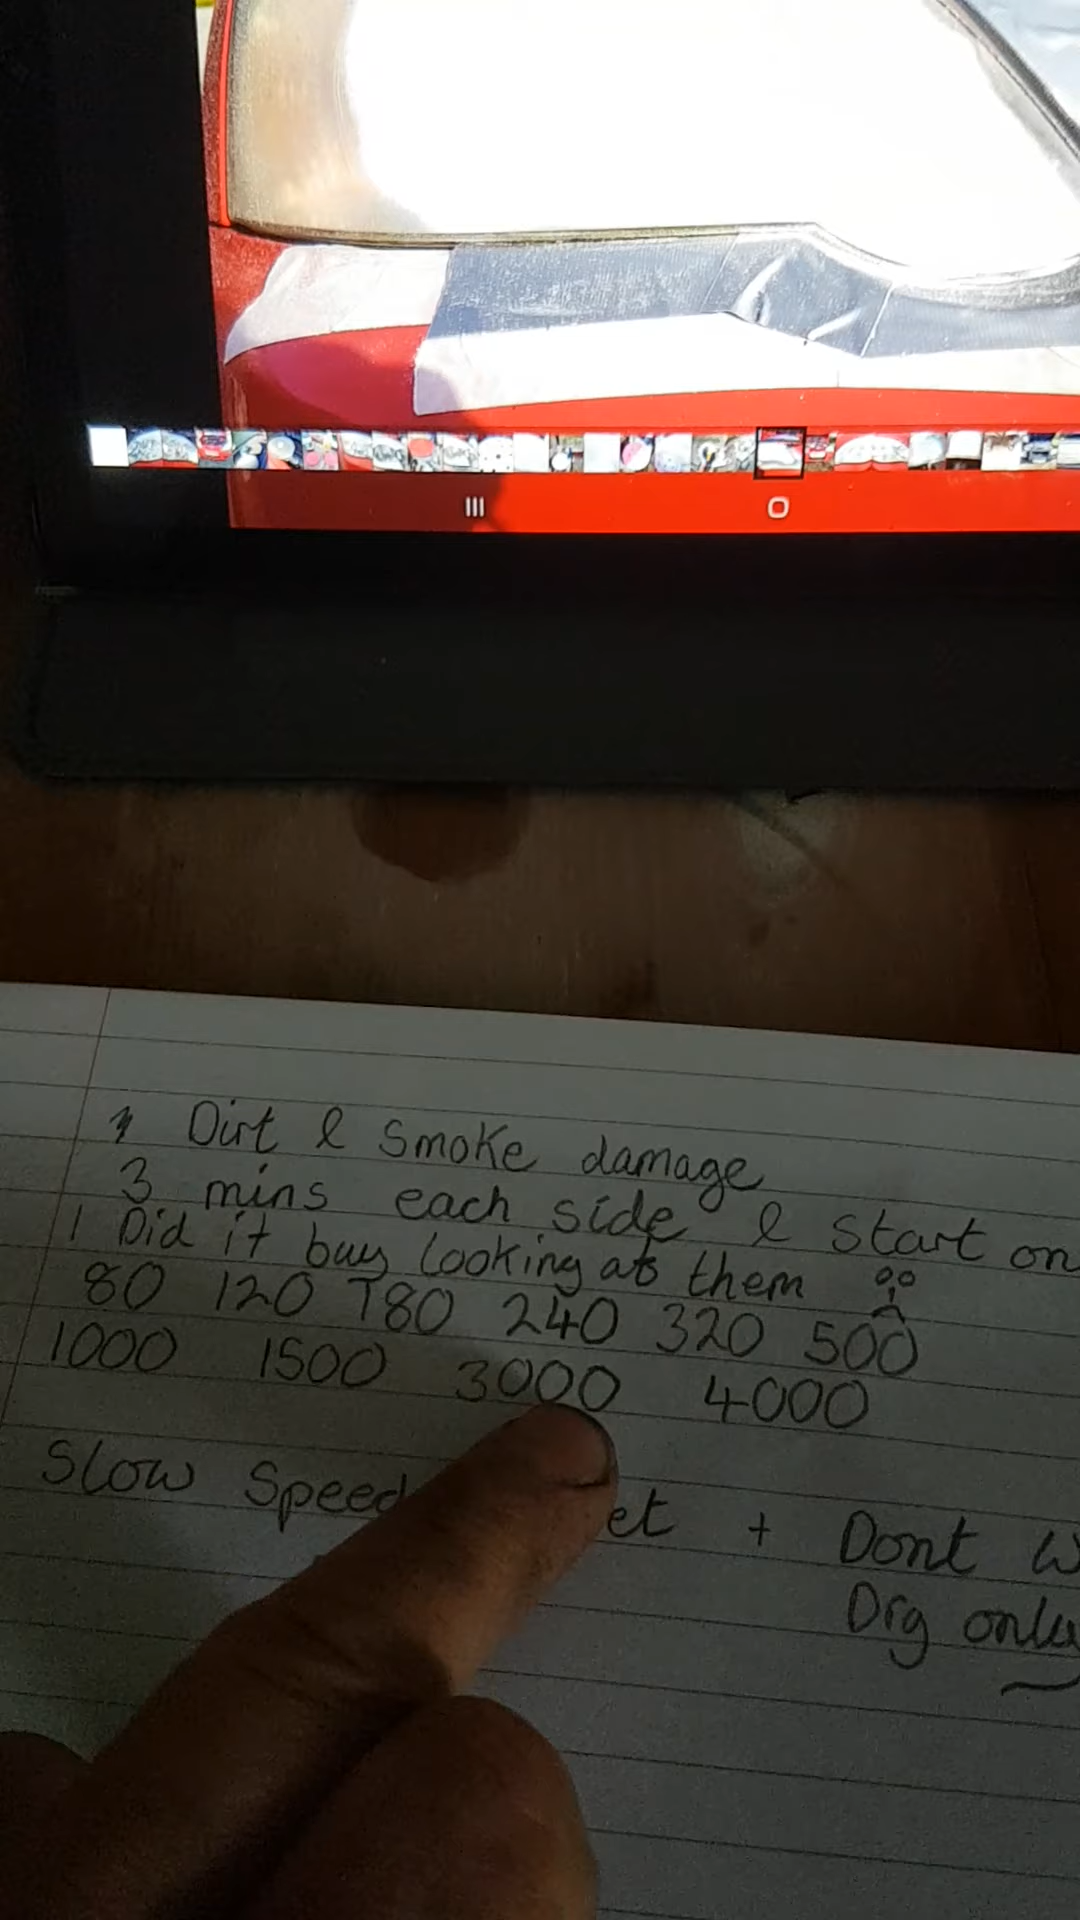 Dirt & Smoke damage
3 mins each side & start on
1 Did it buy looking at them
80 120 180 240 320 500
1000 1500 3000 4000
Slow Speed et + Dont w
Dry only